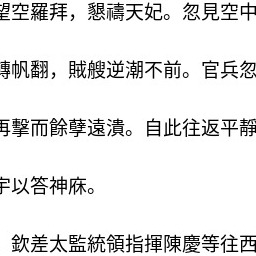 望空羅拜，懇禱天妃。忽見空中
轉帆翻，賊艘逆潮不前。官兵忽
再擊而餘孽遠潰。自此往返平靜
宇以答神庥。
欽差太監統領指揮陳慶等往西